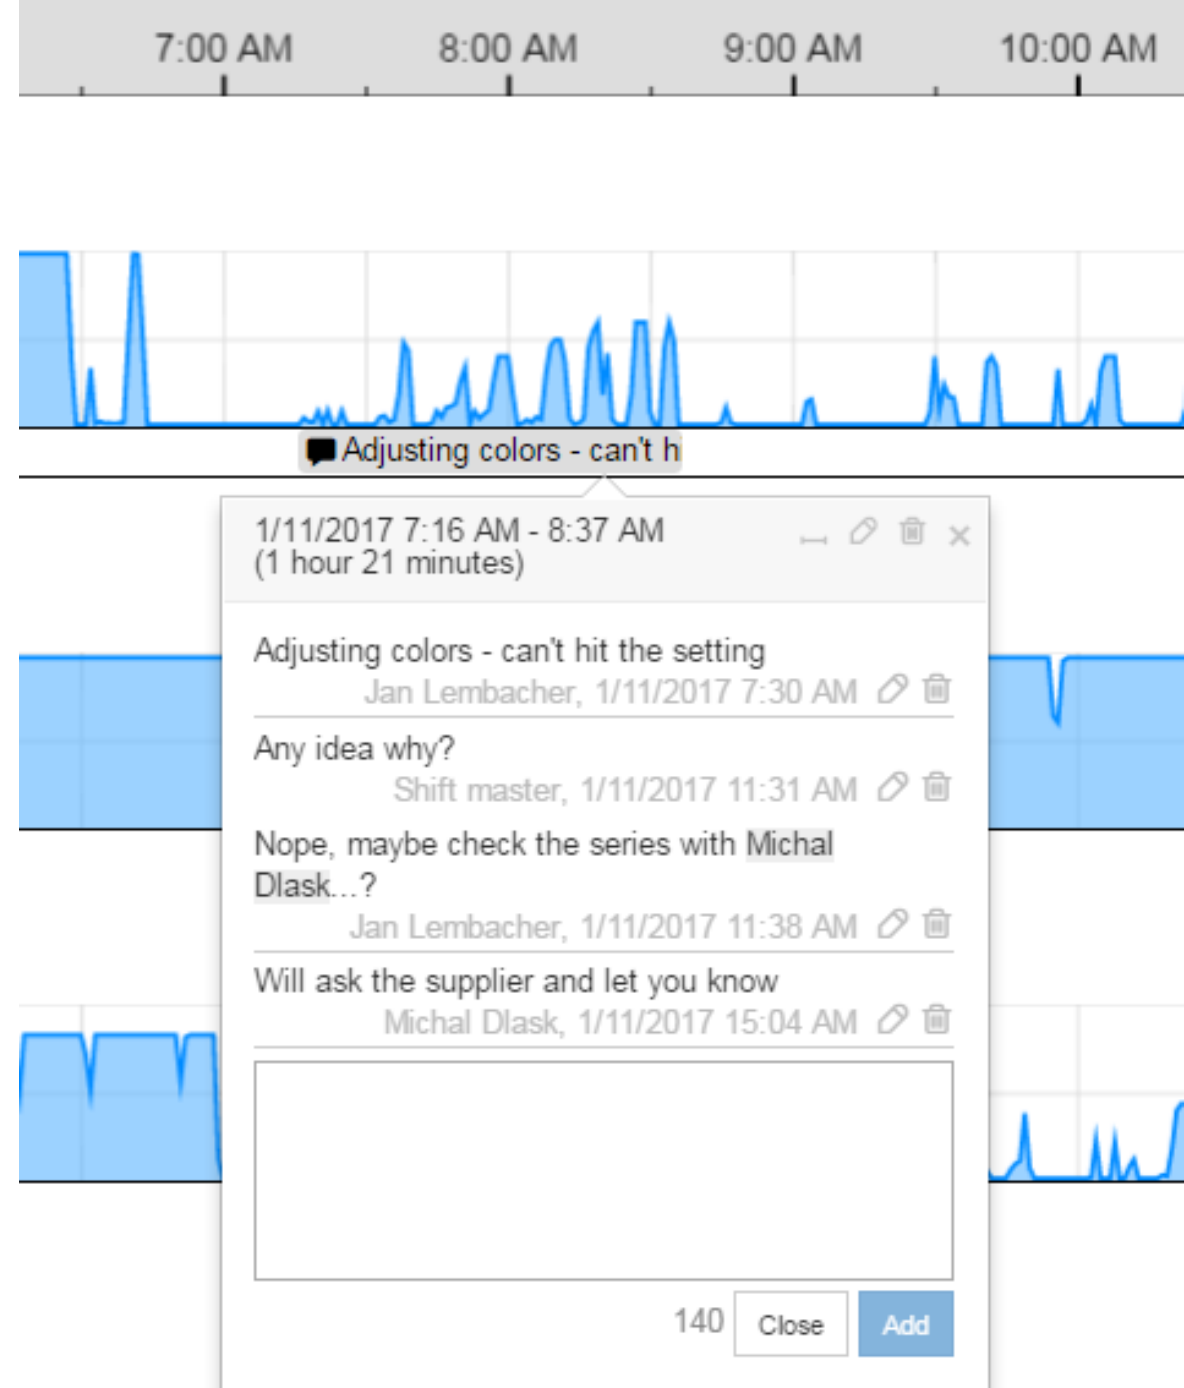 7:00 AM 8:00 AM 9:00 AM 10:00 AM
Adjusting colors - can't h
1/11/2017 7:16 AM - 8:37 AM
(1 hour 21 minutes)
Adjusting colors - can't hit the setting
Jan Lembacher, 1/11/2017 7:30 AM
Any idea why?
Shift master, 1/11/2017 11:31 AM
Nope, maybe check the series with Michal
Dlask...?
Jan Lembacher, 1/11/2017 11:38 AM
Will ask the supplier and let you know
Michal Dlask, 1/11/2017 15:04 AM
140 Close Add